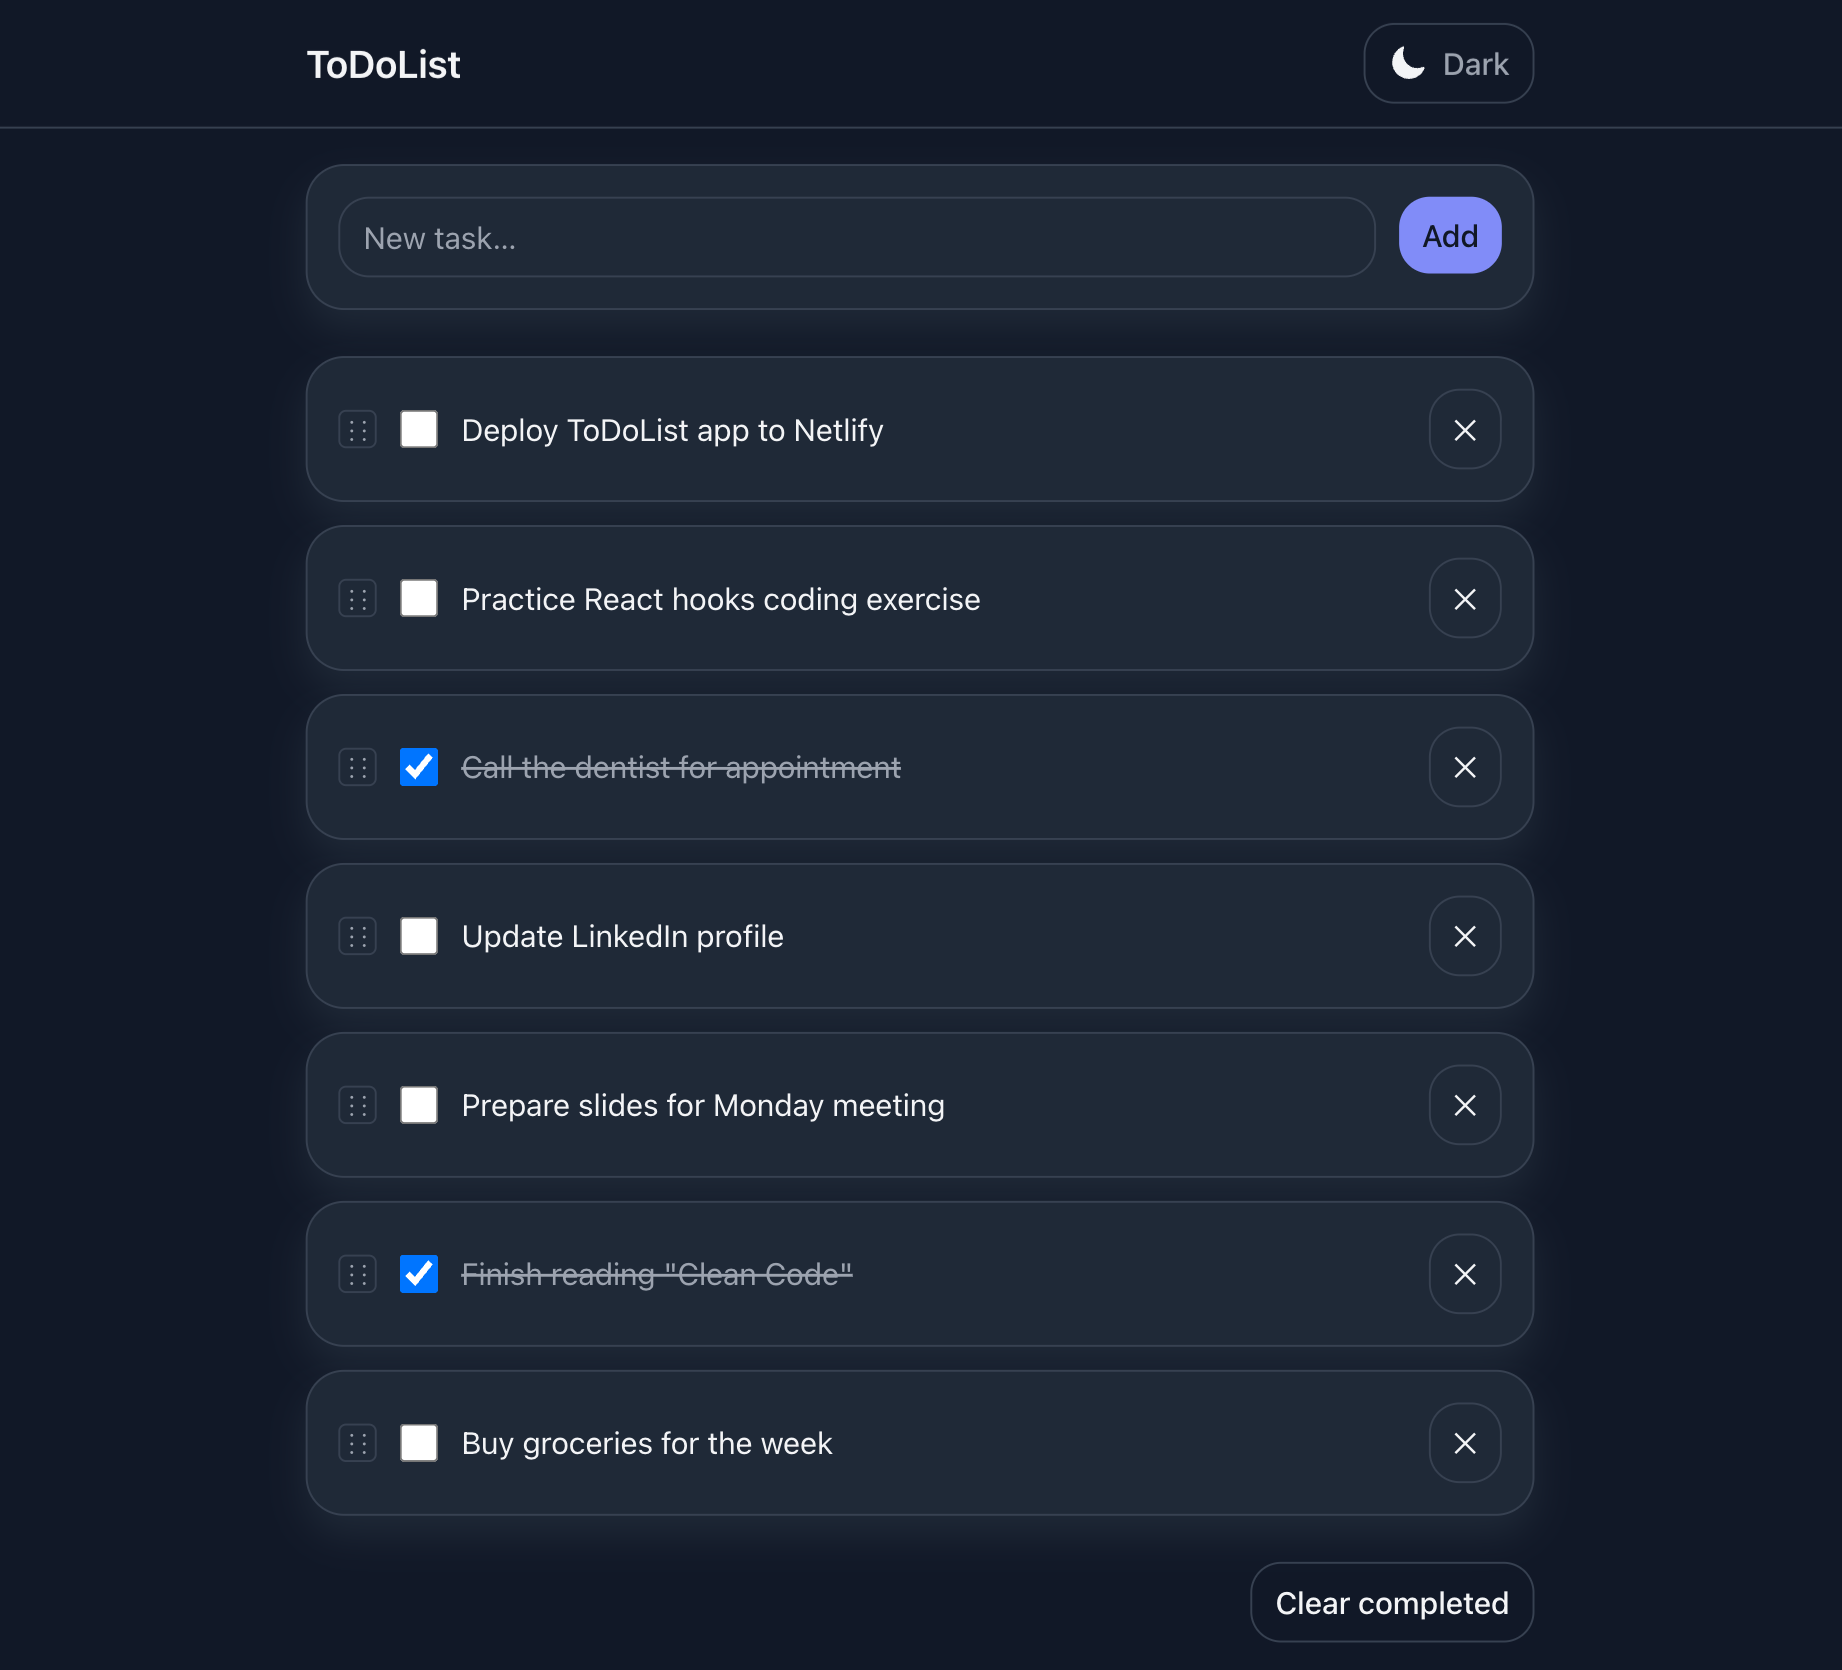 ToDoList
Dark
New task...
Add
Deploy ToDoList app to Netlify
Practice React hooks coding exercise
Call the dentist for appointment
Update LinkedIn profile
Prepare slides for Monday meeting
Finish reading "Clean Code"
Buy groceries for the week
Clear completed